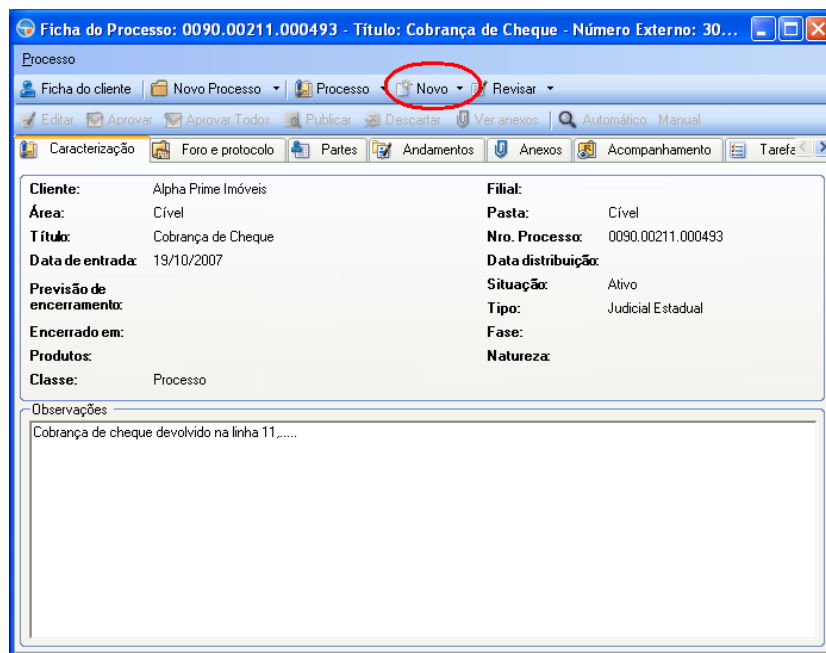 Ficha do Processo: 0090.00211.000493 - Título: Cobrança de Cheque - Número Externo: 30...
Processo
Ficha do cliente Novo Processo Processo Novo Revisar
Editar Aprovar Aprovar Todos Publicar Descartar Ver anexos Automático Manual
Caracterização Foro e protocolo Partes Andamentos Anexos Acompanhamento Tarefa
Cliente: Alpha Prime Imóveis Filial:
Área: Cível Pasta: Cível
Título: Cobrança de Cheque Nro. Processo: 0090.00211.000493
Data de entrada: 19/10/2007 Data distribuição:
Previsão de encerramento: Situação: Ativo
Tipo: Judicial Estadual
Encerrado em: Fase:
Produtos: Natureza:
Classe: Processo
Observações
Cobrança de cheque devolvido na linha 11,.....